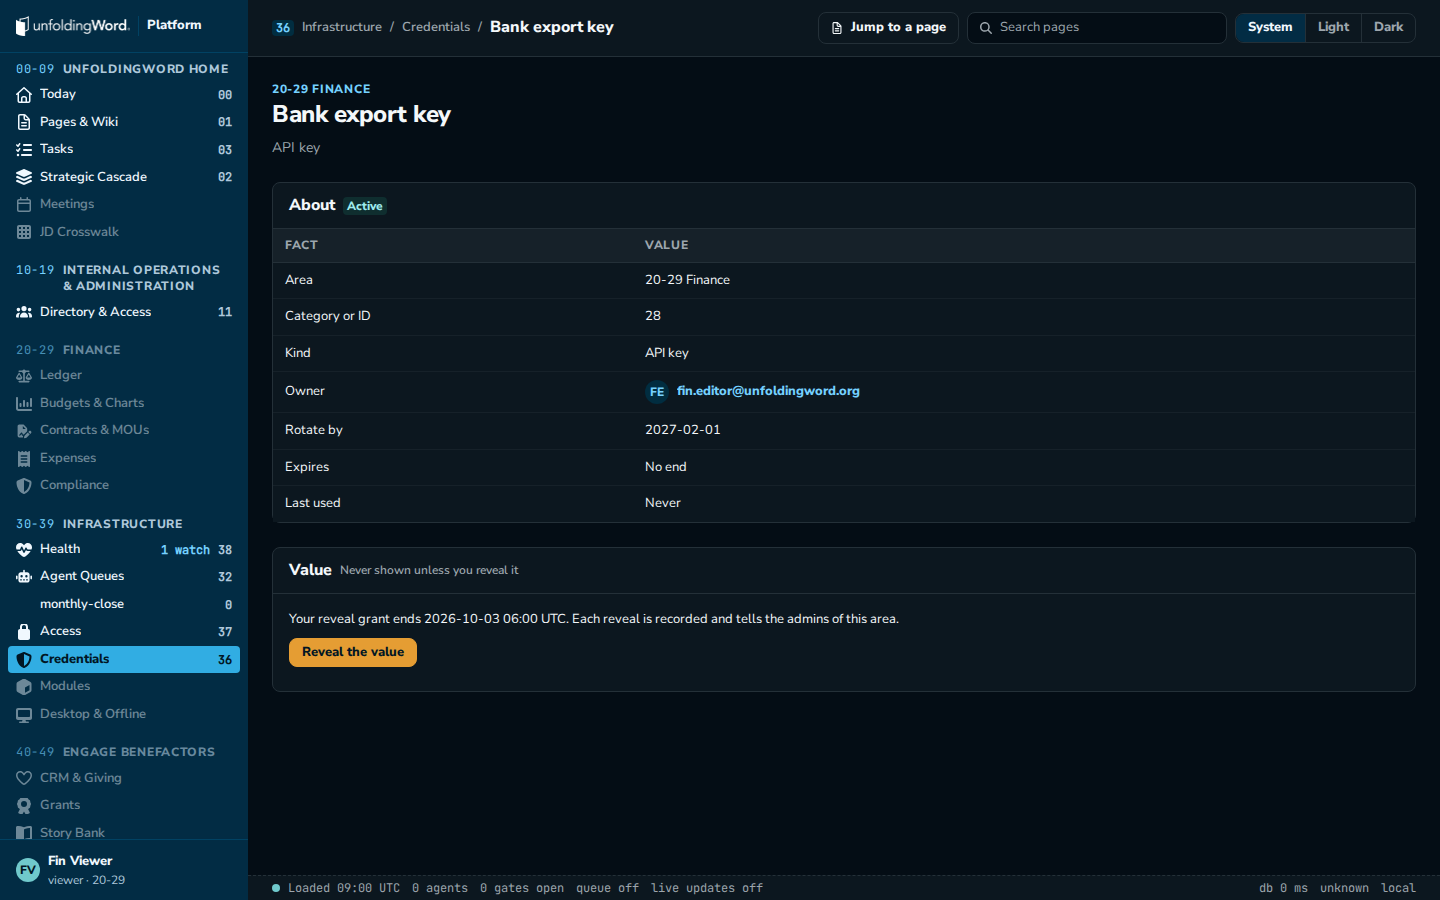 unfoldingWord Platform
00-09 UNFOLDINGWORD HOME
Today 00
Pages & Wiki 01
Tasks 03
Strategic Cascade 02
Meetings
JD Crosswalk
10-19 INTERNAL OPERATIONS
& ADMINISTRATION
Directory & Access 11
20-29 FINANCE
Ledger
Budgets & Charts
Contracts & MOUs
Expenses
Compliance
30-39 INFRASTRUCTURE
Health 1 watch 38
Agent Queues 32
monthly-close 0
Access 37
Credentials 36
Modules
Desktop & Offline
40-49 ENGAGE BENEFACTORS
CRM & Giving
Grants
Story Bank
FV Fin Viewer
viewer · 20-29
36 Infrastructure / Credentials / Bank export key
Jump to a page
Search pages
System Light Dark
20-29 FINANCE
Bank export key
API key
About Active
FACT VALUE
Area 20-29 Finance
Category or ID 28
Kind API key
Owner FE fin.editor@unfoldingword.org
Rotate by 2027-02-01
Expires No end
Last used Never
Value Never shown unless you reveal it
Your reveal grant ends 2026-10-03 06:00 UTC. Each reveal is recorded and tells the admins of this area.
Reveal the value
Loaded 09:00 UTC 0 agents 0 gates open queue off live updates off
db 0 ms unknown local